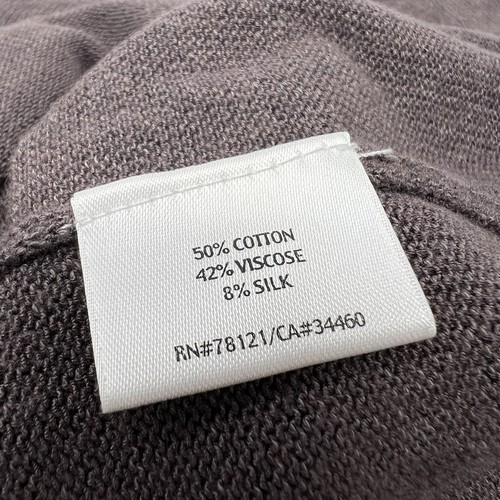 50% COTTON
42% VISCOSE
8% SILK
RN#78121/CA#34460